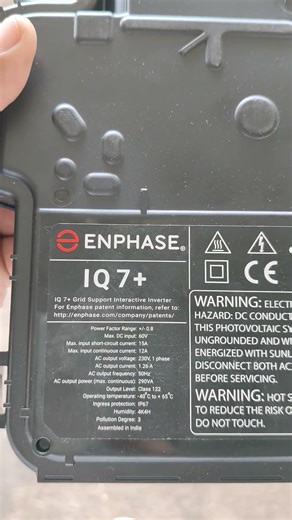 ENPHASE®
IQ 7+
IQ 7+ Grid Support Interactive Inverter
For Enphase patent information, refer to:
http://enphase.com/company/patents/
Power Factor Range: +/- 0.8
Max. DC input: 60V
Max. input short-circuit current: 15A
Max. input continuous current: 12A
AC output voltage: 230V, 1 phase
AC output current: 1.26 A
AC output frequency: 50Hz
AC output power (max. continuous): 290VA
Output Level: Class 122
Operating temperature: -40°C to + 65°C
Ingress protection: IP67
Humidity: 4K4H
Pollution Degree: 3
Assembled in India
CE
WARNING: ELECT
HAZARD: DC CONDUCT
THIS PHOTOVOLTAIC SY
UNGROUNDED AND W
ENERGIZED WITH SUNL
DISCONNECT BOTH AC
BEFORE SERVICING.
WARNING: HOT S
TO REDUCE THE RISK O
DO NOT TOUCH.